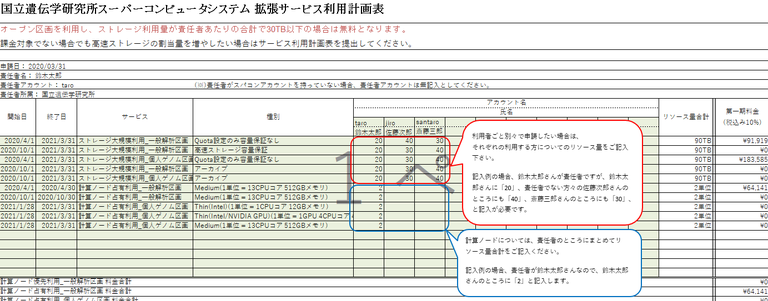 国立遺伝学研究所スーパーコンピュータシステム 拡張サービス利用計画表
オープン区画を利用し、ストレージ利用量が責任者あたりの合計で30TB以下の場合は無料となります。
課金対象でない場合でも高速ストレージの割当量を増やしたい場合はサービス利用計画表を提出してください。
申請日： 2020/03/31
責任者名： 鈴木太郎
責任者アカウント： taro (※)責任者がスパコンアカウントを持っていない場合、責任者アカウントは無記入としてください。
責任者所属： 国立遺伝学研究所
アカウント名
氏名
開始日 終了日 サービス 種別 リソース量合計 第一期料金
(税込み10%)
taro jiro santaro
鈴木太郎 佐藤次郎 斎藤三郎
2020/4/1 2021/3/31 ストレージ大規模利用_一般解析区画 Quota設定のみ容量保証なし 20 40 30 90TB ¥91,919
2020/10/1 2021/3/31 ストレージ大規模利用_一般解析区画 高速ストレージ容量保証 20 30 40 90TB ¥0
2020/4/1 2021/3/31 ストレージ大規模利用_個人ゲノム区画 Quota設定のみ容量保証なし 20 30 40 90TB ¥183,585
2020/10/1 2021/3/31 ストレージ大規模利用_一般解析区画 アーカイブ 20 30 40 90TB ¥0
2020/10/1 2021/3/31 ストレージ大規模利用_個人ゲノム区画 アーカイブ 20 30 40 90TB ¥0
2020/4/1 2020/4/30 計算ノード占有利用_一般解析区画 Medium(1単位 = 13CPUコア 512GBメモリ) 2 2単位 ¥64,141
2020/10/1 2020/10/30 計算ノード占有利用_一般解析区画 Medium(1単位 = 13CPUコア 512GBメモリ) 2 2単位 ¥0
2021/1/28 2021/3/31 計算ノード占有利用_個人ゲノム区画 Thin(Intel)(1単位 = 1CPUコア 12GBメモリ) 2 2単位 ¥0
2021/1/28 2021/3/31 計算ノード占有利用_個人ゲノム区画 Thin(Intel/NVIDIA GPU)(1単位 = 1GPU 4CPUコア 2 2単位 ¥0
2021/1/28 2021/3/31 計算ノード占有利用_個人ゲノム区画 Medium(1単位 = 13CPUコア 512GBメモリ) 2 2単位 ¥0
利用者ごと別々で申請したい場合は、
それぞれの利用する方についてのリソース量をご記入
下さい。
記入例の場合、鈴木太郎さんが責任者ですが、鈴木太
郎さんに「20」、責任者でない方々の佐藤次郎さんの
ところにも「40」、斎藤三郎さんのところにも「30」、
と記入が必要です。
計算ノードについては、責任者のところにまとめてリ
ソース量合計をご記入ください。
記入例の場合、責任者が鈴木太郎さんなので、鈴木太郎
さんのところに「2」と記入します。
計算ノード優先利用_一般解析区画 料金合計 ¥0
計算ノード占有利用_一般解析区画 料金合計 ¥64,141